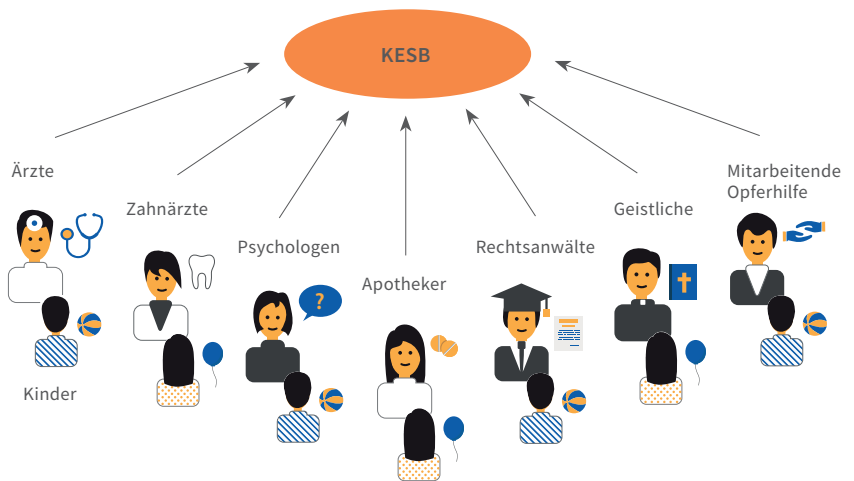 KESB
Ärzte
Zahnärzte
Psychologen
Apotheker
Rechtsanwälte
Geistliche
Mitarbeitende
Opferhilfe
?
Kinder